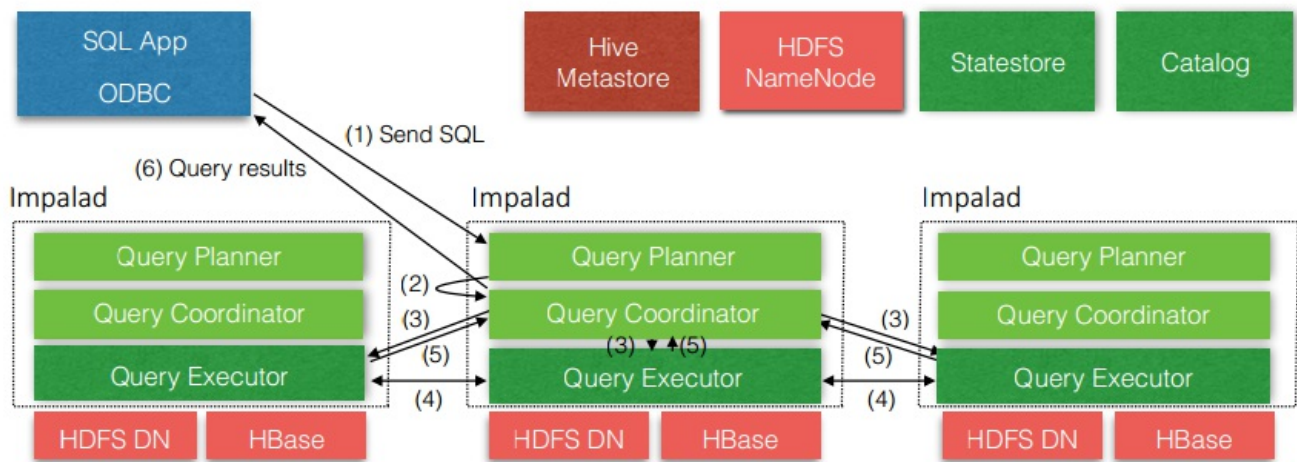 SQL App
ODBC
Hive
Metastore
HDFS
NameNode
Statestore
Catalog
(1) Send SQL
(6) Query results
Impalad
Impalad
Impalad
Query Planner
Query Planner
Query Planner
(2)
Query Coordinator
Query Coordinator
Query Coordinator
(3)
(3)
(5)
(3)
(5)
(5)
Query Executor
Query Executor
Query Executor
(4)
(4)
HDFS DN
HBase
HDFS DN
HBase
HDFS DN
HBase